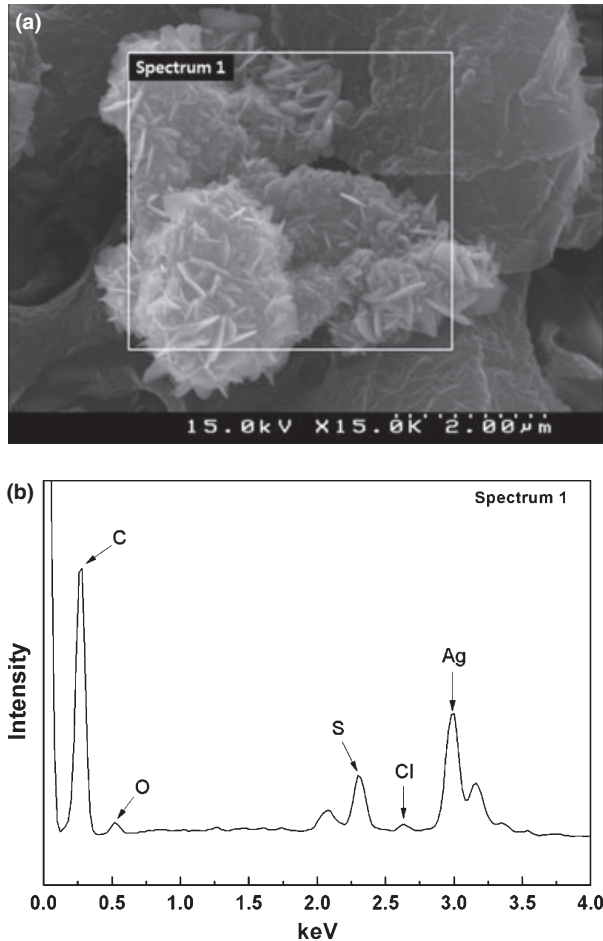 (a)
Spectrum 1
15.0kV X15.0K 2.00µm
(b)
Spectrum 1
C
Ag
S
Cl
O
Intensity
0.0 0.5 1.0 1.5 2.0 2.5 3.0 3.5 4.0
keV